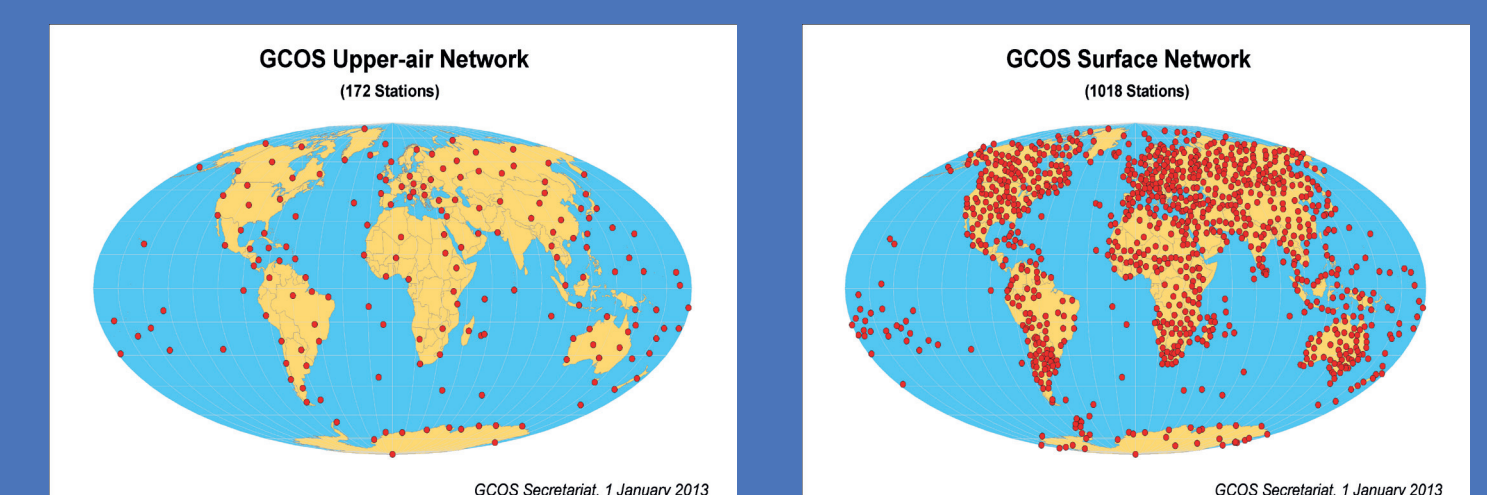 GCOS Upper-air Network
(172 Stations)
GCOS Secretariat, 1 January 2013
GCOS Surface Network
(1018 Stations)
GCOS Secretariat, 1 January 2013